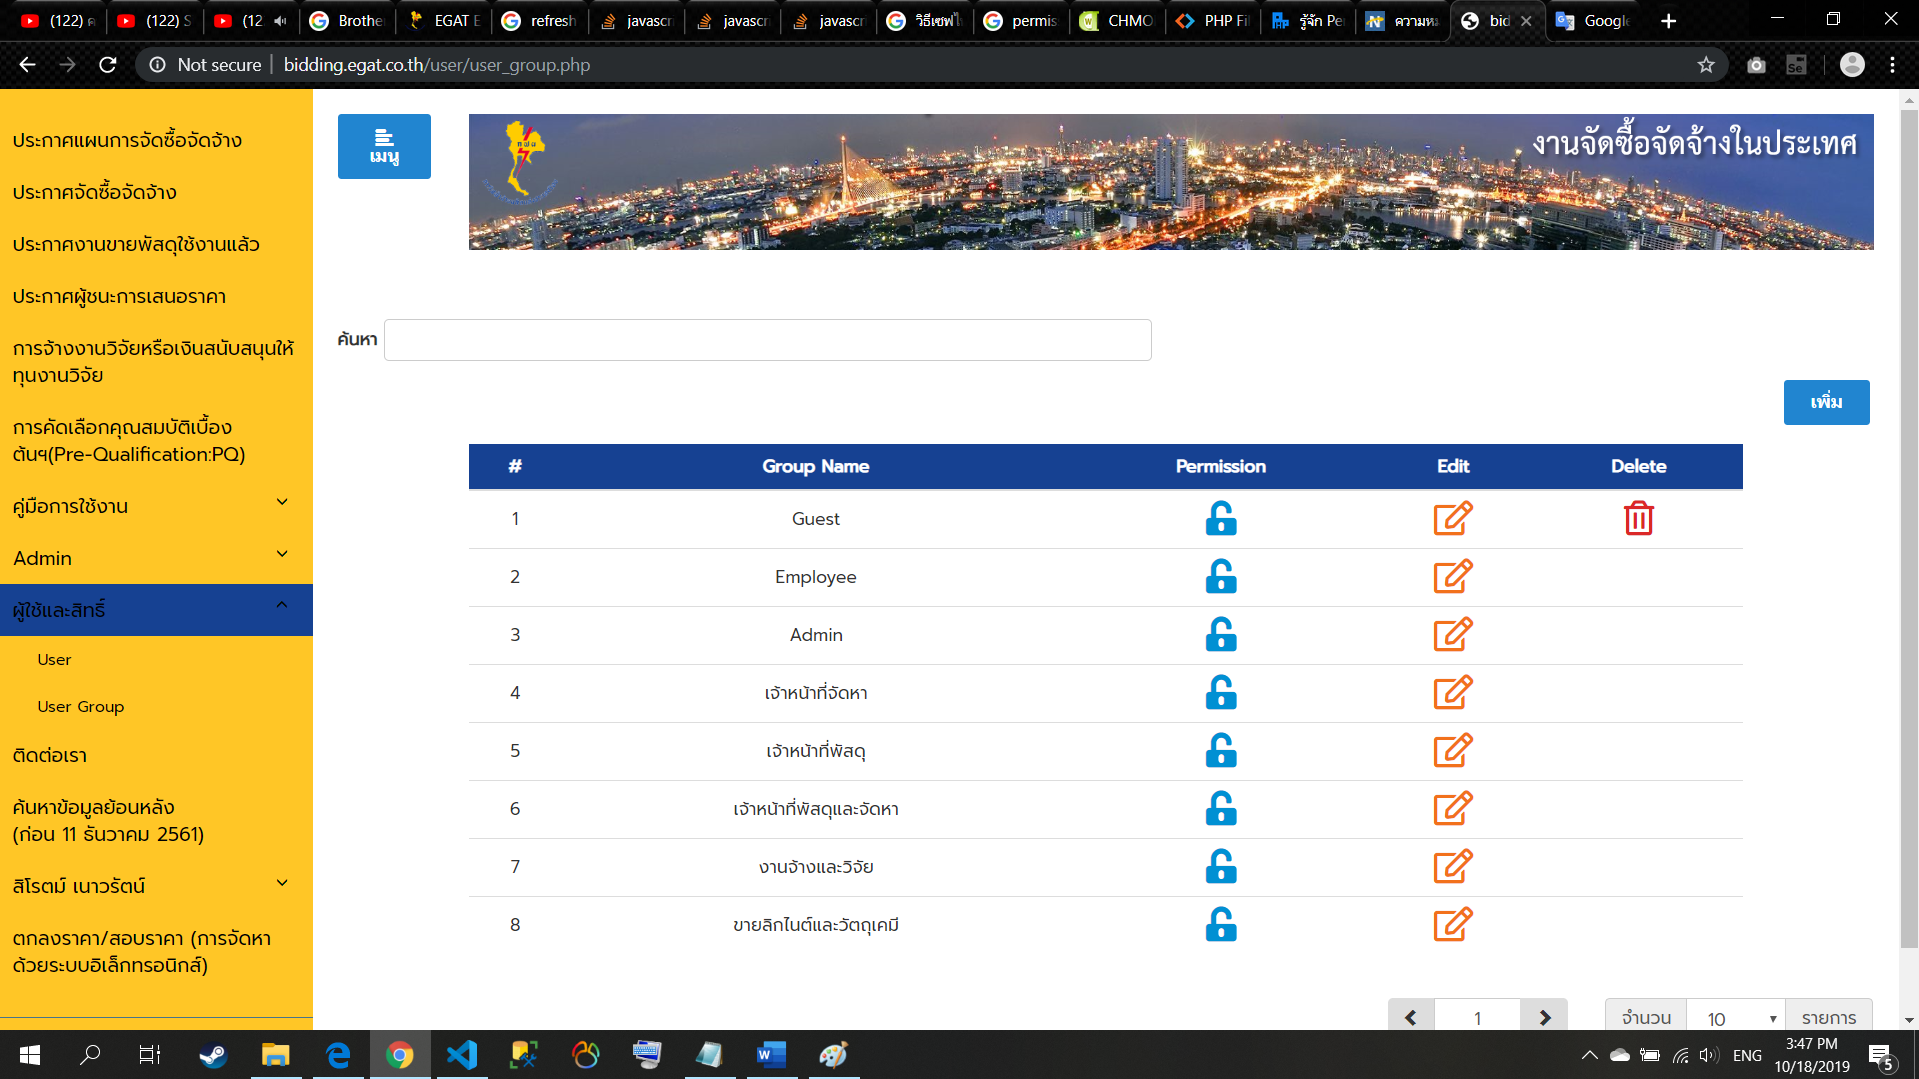 (122) ค
(122) S
(12
Brothe
EGAT E
refresh
javascri
javascri
javascri
วิธีเซฟไ
permis
CHMO
PHP Fil
รู้จัก Per
ความหม
bid
Google
Not secure
bidding.egat.co.th/user/user_group.php
Se
ประกาศแผนการจัดซื้อจัดจ้าง
ประกาศจัดซื้อจัดจ้าง
ประกาศงานขายพัสดุใช้งานแล้ว
ประกาศผู้ชนะการเสนอราคา
การจ้างงานวิจัยหรือเงินสนับสนุนให้
ทุนงานวิจัย
การคัดเลือกคุณสมบัติเบื้อง
ต้นฯ(Pre-Qualification:PQ)
คู่มือการใช้งาน
Admin
ผู้ใช้และสิทธิ์
User
User Group
ติดต่อเรา
ค้นหาข้อมูลย้อนหลัง
(ก่อน 11 ธันวาคม 2561)
สิโรตม์ เนาวรัตน์
ตกลงราคา/สอบราคา (การจัดหา
ด้วยระบบอิเล็กทรอนิกส์)
เมนู
กฟผ
งานจัดซื้อจัดจ้างในประเทศ
ค้นหา
เพิ่ม
# Group Name Permission Edit Delete
1 Guest
2 Employee
3 Admin
4 เจ้าหน้าที่จัดหา
5 เจ้าหน้าที่พัสดุ
6 เจ้าหน้าที่พัสดุและจัดหา
7 งานจ้างและวิจัย
8 ขายลิกไนต์และวัตถุเคมี
1
จำนวน 10 รายการ
ENG
3:47 PM
10/18/2019
5